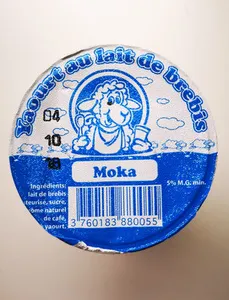 Yaourt au lait de brebis
04
10
18
Moka
Ingrédients:
lait de brebis
teurise, sucre,
ôme naturel
de café,
yaourt.
5% M.G. min.
3 760183 880055